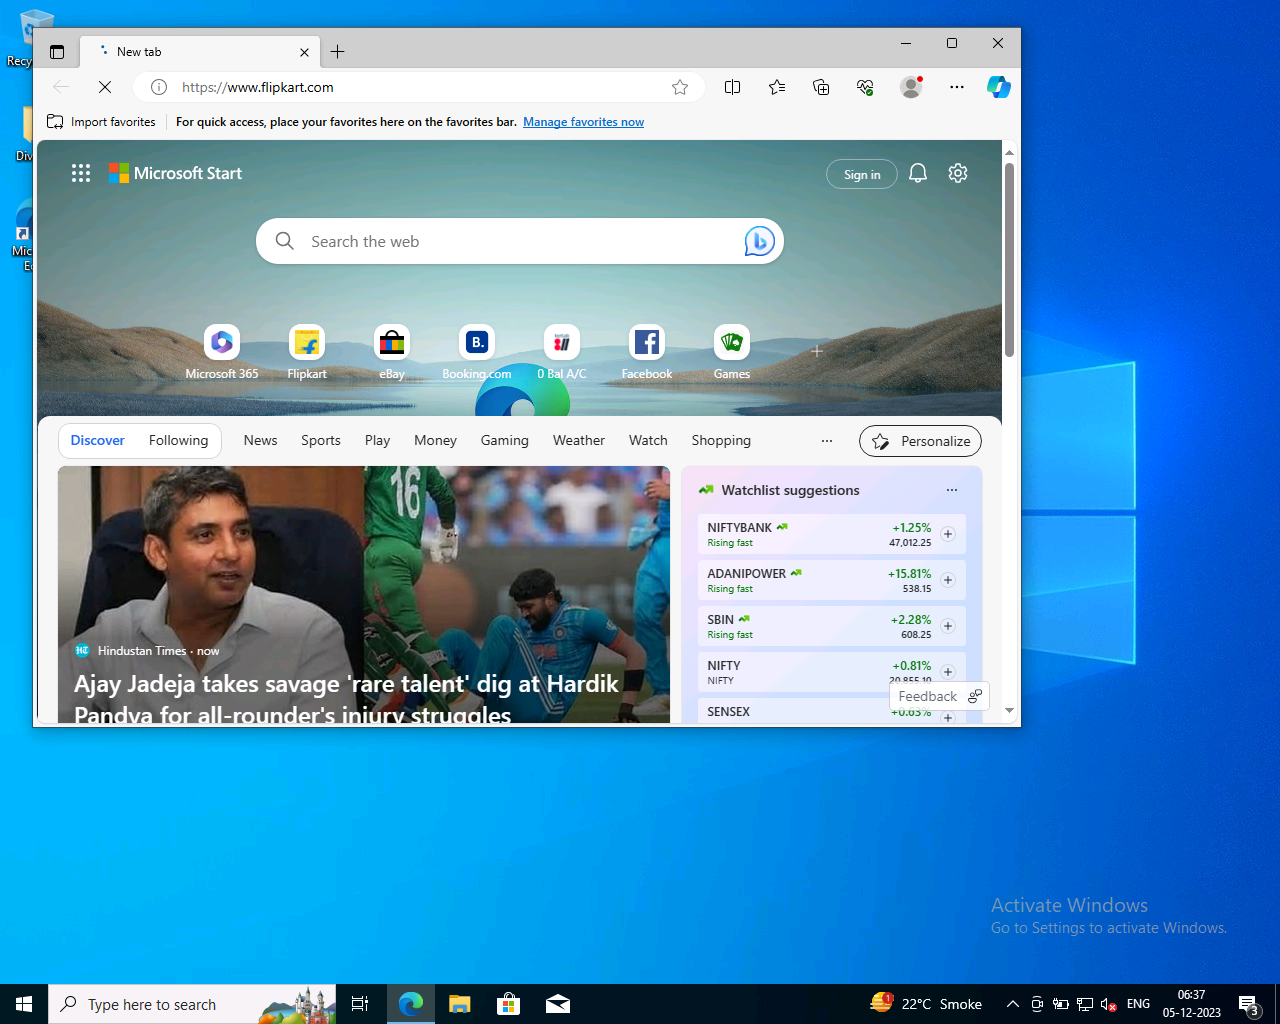 Recy
Div
Mic
Ec
New tab
https://www.flipkart.com
Import favorites
For quick access, place your favorites here on the favorites bar. Manage favorites now
Microsoft Start
Sign in
Search the web
Microsoft 365
Flipkart
eBay
Booking.com
0 Bal A/C
Facebook
Games
Discover
Following
News
Sports
Play
Money
Gaming
Weather
Watch
Shopping
Personalize
16
Hindustan Times · now
Ajay Jadeja takes savage 'rare talent' dig at Hardik
Pandya for all-rounder's injury struggles
Watchlist suggestions
NIFTYBANK +1.25%
Rising fast 47,012.25
ADANIPOWER +15.81%
Rising fast 538.15
SBIN +2.28%
Rising fast 608.25
NIFTY +0.81%
NIFTY 20,855.10
SENSEX +0.63%
Feedback
Activate Windows
Go to Settings to activate Windows.
Type here to search
1
22°C Smoke
ENG
06:37
05-12-2023
3